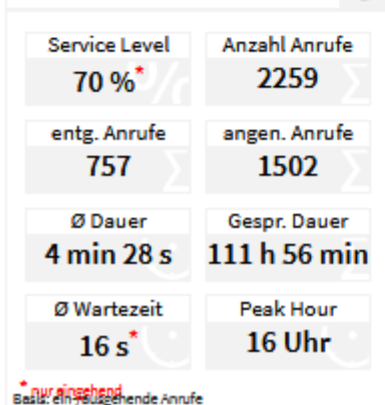 Service Level
Anzahl Anrufe
70 %*
2259
entg. Anrufe
angen. Anrufe
757
1502
Ø Dauer
Gespr. Dauer
4 min 28 s
111 h 56 min
Ø Wartezeit
Peak Hour
16 s*
16 Uhr
* nur eingehend
Basis: ein-/ausgehende Anrufe